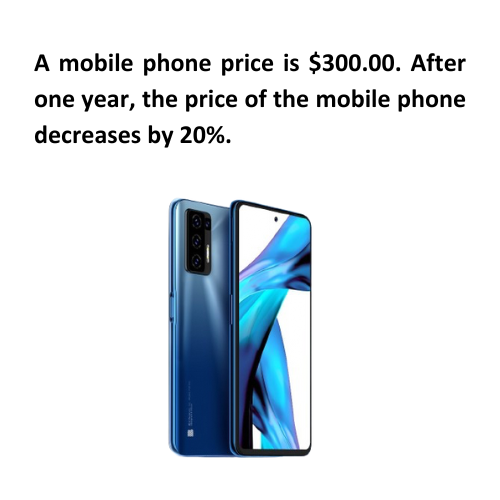 A mobile phone price is $300.00. After
one year, the price of the mobile phone
decreases by 20%.